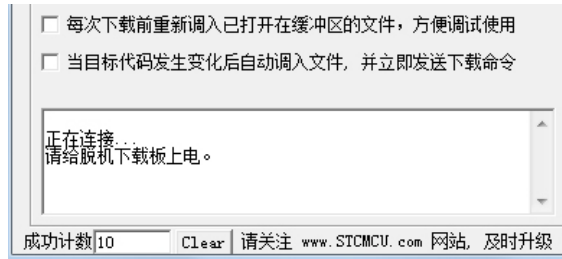 每次下载前重新调入已打开在缓冲区的文件，方便调试使用
当目标代码发生变化后自动调入文件，并立即发送下载命令
正在连接...
请给脱机下载板上电。
成功计数 10 Clear 请关注 www.STCMCU.com 网站，及时升级